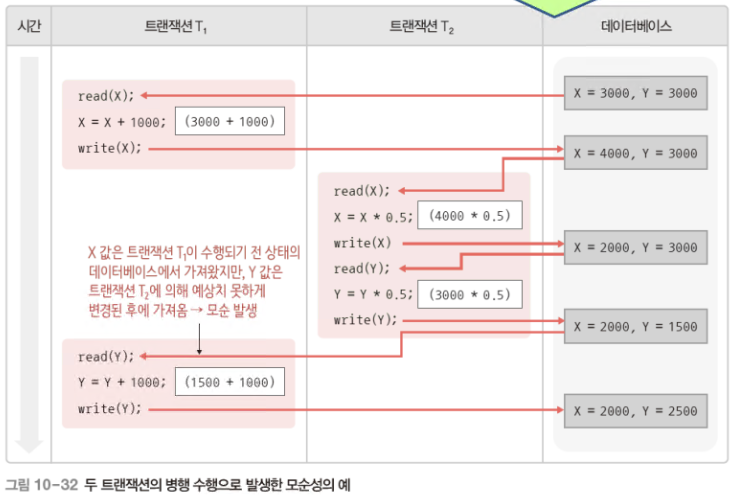 시간 트랜잭션 T₁ 트랜잭션 T₂ 데이터베이스
read(X); X = 3000, Y = 3000
X = X + 1000; (3000 + 1000)
write(X); X = 4000, Y = 3000
read(X);
X = X * 0.5; (4000 * 0.5)
write(X) X = 2000, Y = 3000
read(Y);
Y = Y * 0.5; (3000 * 0.5)
write(Y); X = 2000, Y = 1500
X 값은 트랜잭션 T₁이 수행되기 전 상태의
데이터베이스에서 가져왔지만, Y 값은
트랜잭션 T₂에 의해 예상치 못하게
변경된 후에 가져옴 → 모순 발생
read(Y);
Y = Y + 1000; (1500 + 1000)
write(Y); X = 2000, Y = 2500
그림 10-32 두 트랜잭션의 병행 수행으로 발생한 모순성의 예